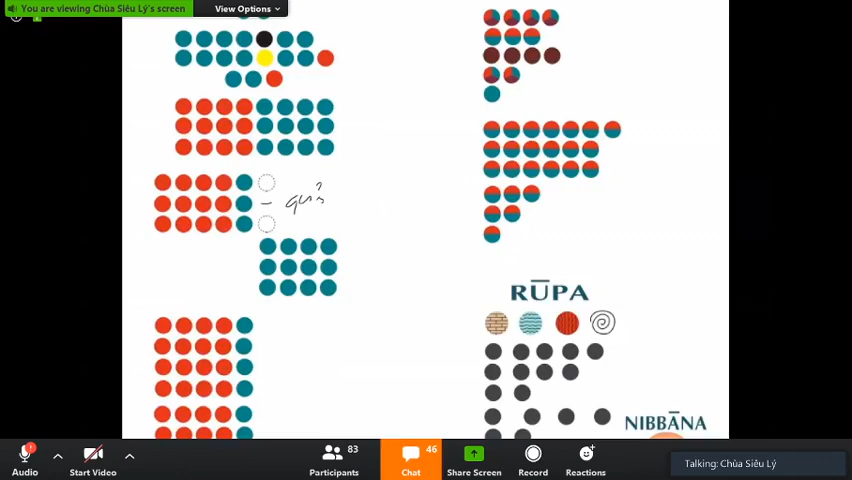 You are viewing Chùa Siêu Lý's screen
View Options
- quả
RŪPA
NIBBĀNA
Audio
Start Video
83
Participants
46
Chat
Share Screen
Record
Reactions
Talking: Chùa Siêu Lý